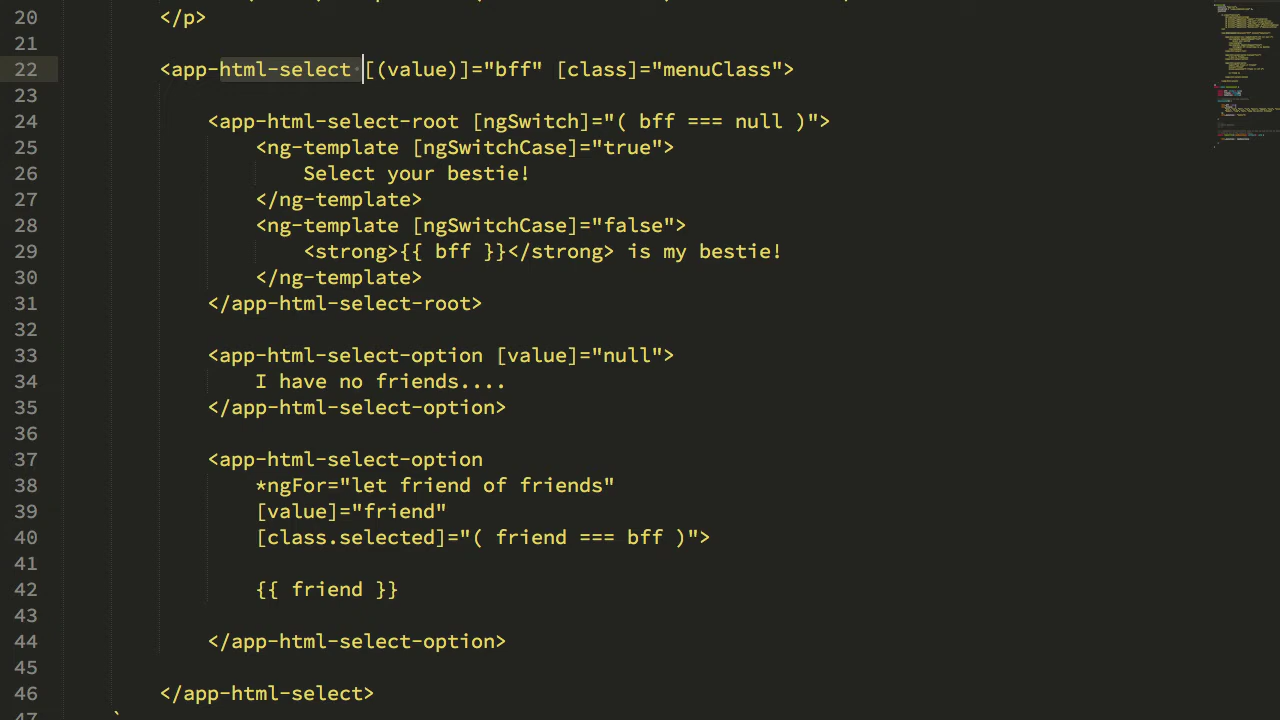 20 </p>
21
22 <app-html-select [(value)]="bff" [class]="menuClass">
23
24 <app-html-select-root [ngSwitch]="( bff === null )">
25 <ng-template [ngSwitchCase]="true">
26 Select your bestie!
27 </ng-template>
28 <ng-template [ngSwitchCase]="false">
29 <strong>{{ bff }}</strong> is my bestie!
30 </ng-template>
31 </app-html-select-root>
32
33 <app-html-select-option [value]="null">
34 I have no friends....
35 </app-html-select-option>
36
37 <app-html-select-option
38 *ngFor="let friend of friends"
39 [value]="friend"
40 [class.selected]="( friend === bff )">
41
42 {{ friend }}
43
44 </app-html-select-option>
45
46 </app-html-select>
47 `